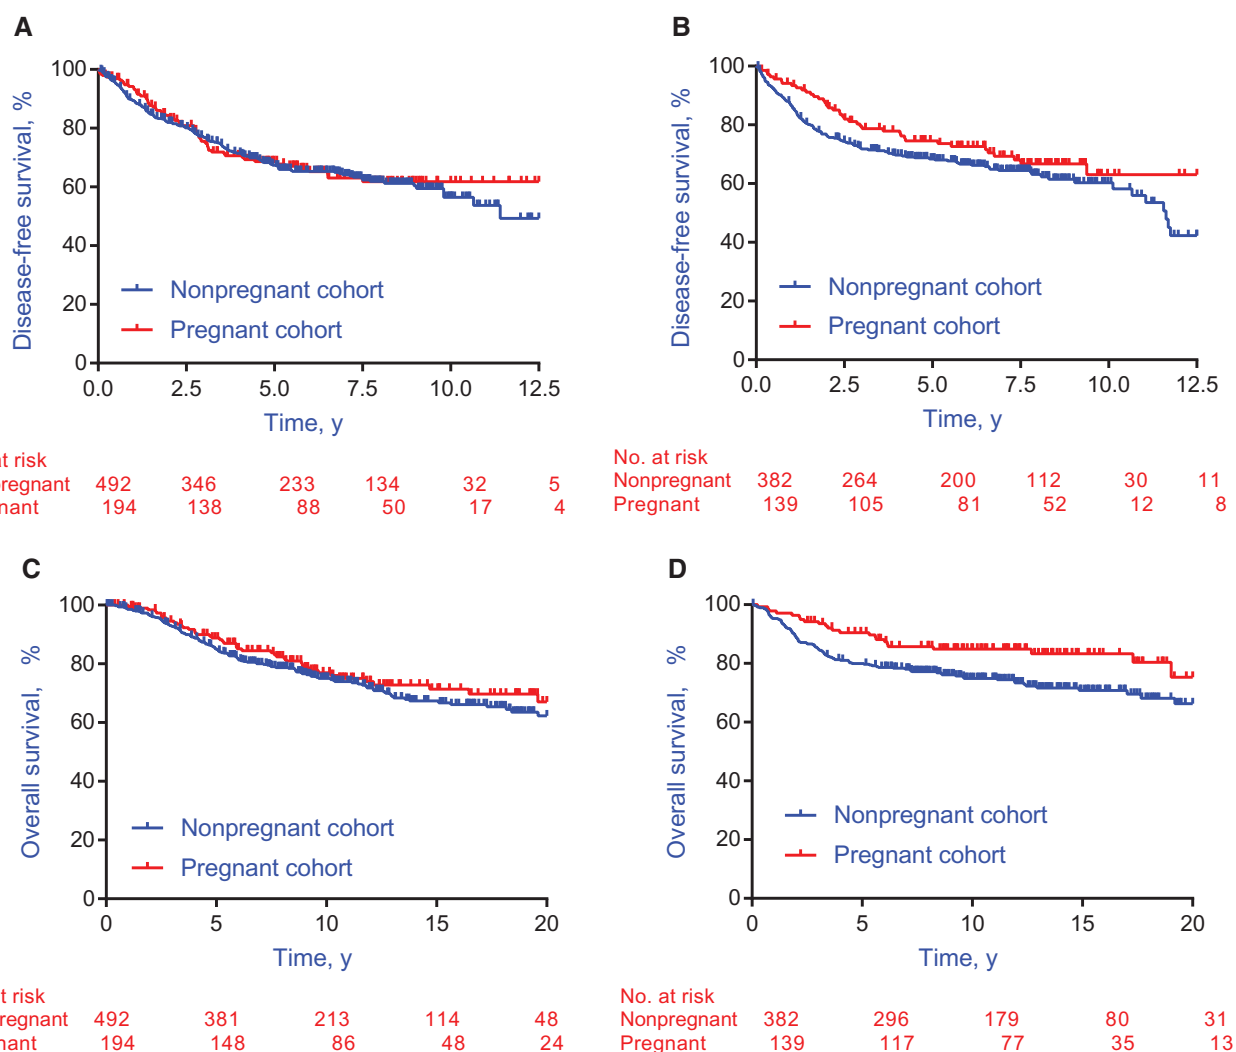 A
Disease-free survival, %
100
80
60
40
20
0
Nonpregnant cohort
Pregnant cohort
0.0 2.5 5.0 7.5 10.0 12.5
Time, y
at risk
pregnant 492 346 233 134 32 5
nant 194 138 88 50 17 4
B
Disease-free survival, %
100
80
60
40
20
0
Nonpregnant cohort
Pregnant cohort
0.0 2.5 5.0 7.5 10.0 12.5
Time, y
No. at risk
Nonpregnant 382 264 200 112 30 11
Pregnant 139 105 81 52 12 8
C
Overall survival, %
100
80
60
40
20
0
Nonpregnant cohort
Pregnant cohort
0 5 10 15 20
Time, y
t risk
regnant 492 381 213 114 48
nant 194 148 86 48 24
D
Overall survival, %
100
80
60
40
20
0
Nonpregnant cohort
Pregnant cohort
0 5 10 15 20
Time, y
No. at risk
Nonpregnant 382 296 179 80 31
Pregnant 139 117 77 35 13